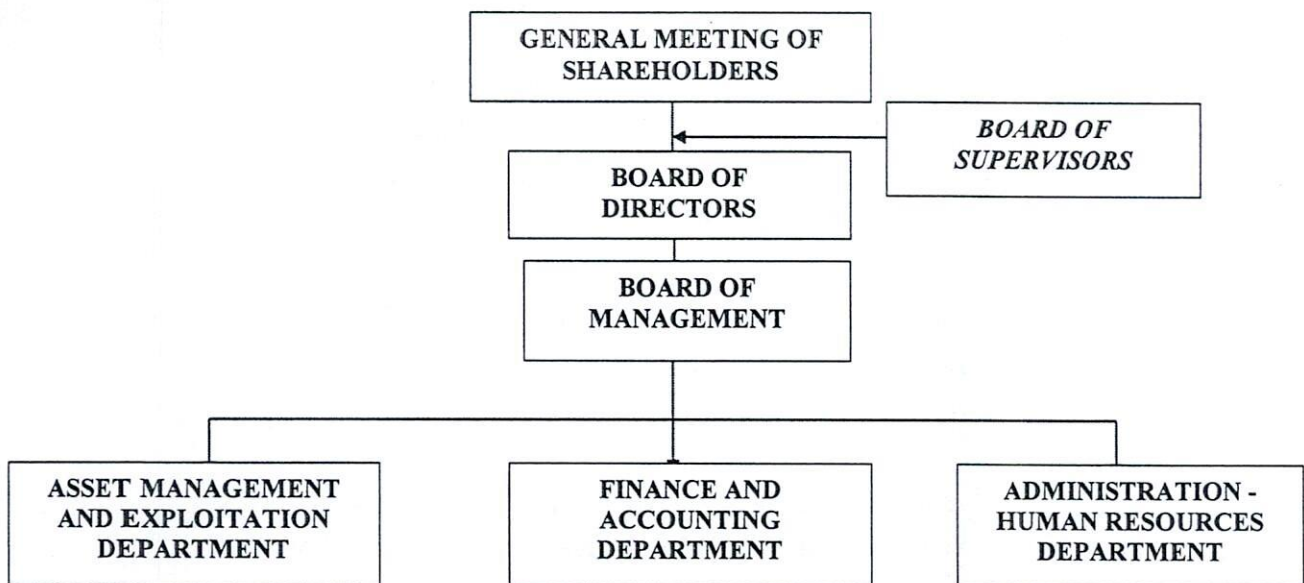 GENERAL MEETING OF
SHAREHOLDERS
BOARD OF
SUPERVISORS
BOARD OF
DIRECTORS
BOARD OF
MANAGEMENT
ASSET MANAGEMENT
AND EXPLOITATION
DEPARTMENT
FINANCE AND
ACCOUNTING
DEPARTMENT
ADMINISTRATION -
HUMAN RESOURCES
DEPARTMENT